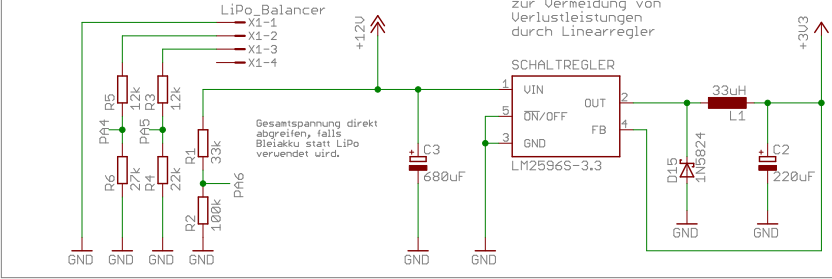 zur Vermeidung von
Verlustleistungen
durch Linearregler
LiPo_Balancer
X1-1
X1-2
X1-3
X1-4
+12V
+3V3
SCHALTREGLER
1 VIN
OUT 2
5 ON/OFF
FB 4
3 GND
LM2596S-3.3
33uH
L1
R5
12k
R3
12k
PA4
PA5
R6
27k
R4
22k
R1
33k
PA6
R2
100k
Gesamtspannung direkt
abgreifen, falls
Bleiakku statt LiPo
verwendet wird.
C3
680uF
D15
1N5824
C2
220uF
GND
GND
GND
GND
GND
GND
GND